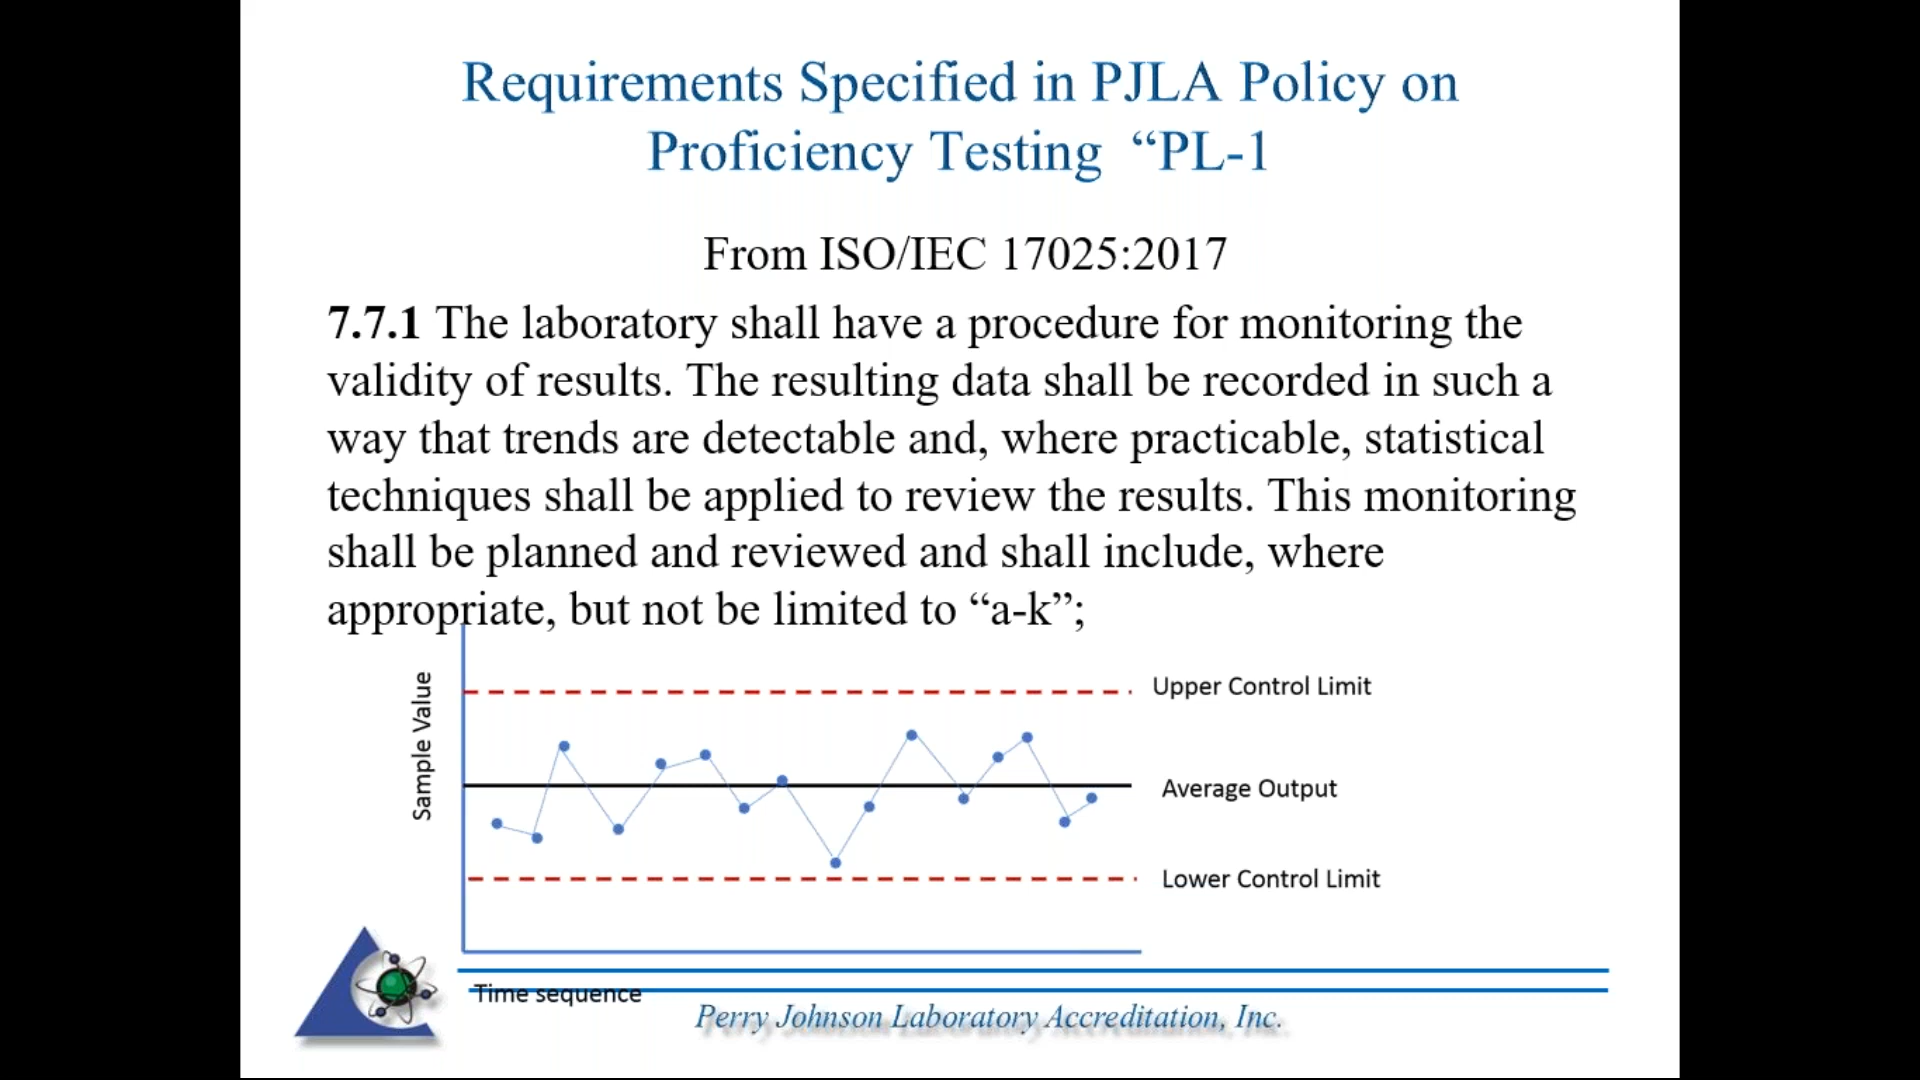 Requirements Specified in PJLA Policy on
Proficiency Testing  “PL-1
From ISO/IEC 17025:2017
7.7.1 The laboratory shall have a procedure for monitoring the
validity of results. The resulting data shall be recorded in such a
way that trends are detectable and, where practicable, statistical
techniques shall be applied to review the results. This monitoring
shall be planned and reviewed and shall include, where
appropriate, but not be limited to “a-k”;
Sample Value
Upper Control Limit
Average Output
Lower Control Limit
Time sequence
Perry Johnson Laboratory Accreditation, Inc.